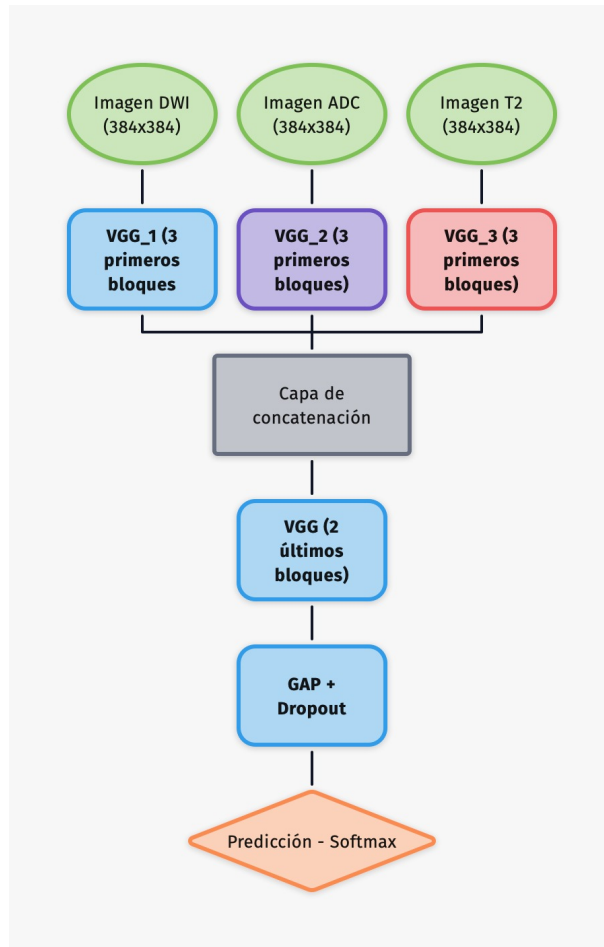 Imagen DWI
(384x384)
Imagen ADC
(384x384)
Imagen T2
(384x384)
VGG_1 (3
primeros
bloques
VGG_2 (3
primeros
bloques)
VGG_3 (3
primeros
bloques)
Capa de
concatenación
VGG (2
últimos
bloques)
GAP +
Dropout
Predicción - Softmax